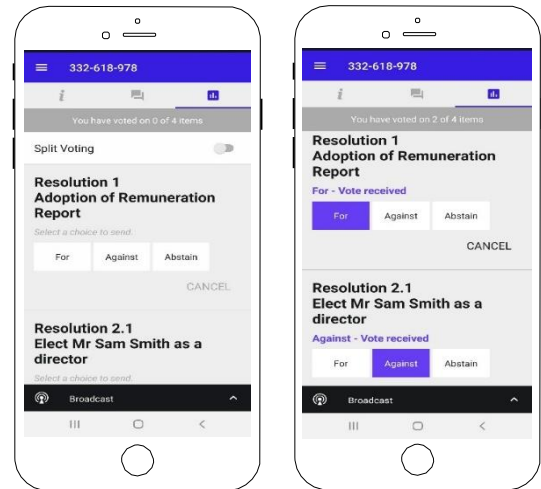 332-618-978
You have voted on 0 of 4 items
Split Voting
Resolution 1
Adoption of Remuneration
Report
Select a choice to send.
For Against Abstain
CANCEL
Resolution 2.1
Elect Mr Sam Smith as a
director
Select a choice to send.
Broadcast
332-618-978
You have voted on 2 of 4 items
Resolution 1
Adoption of Remuneration
Report
For - Vote received
For Against Abstain
CANCEL
Resolution 2.1
Elect Mr Sam Smith as a
director
Against - Vote received
For Against Abstain
Broadcast